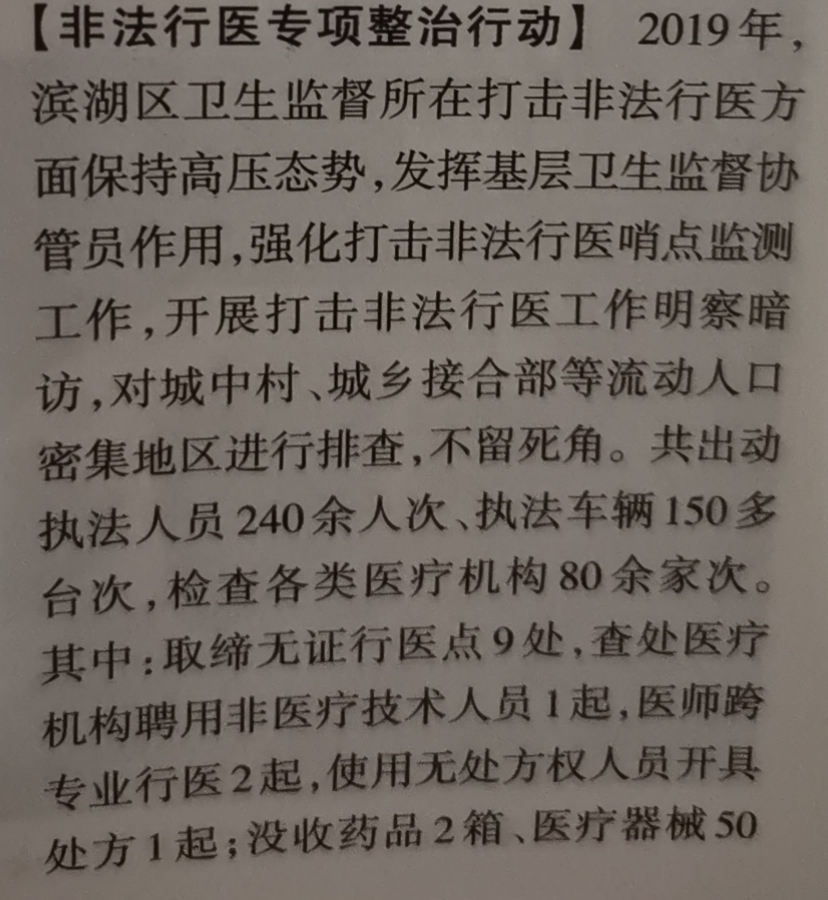 【非法行医专项整治行动】 2019年，
滨湖区卫生监督所在打击非法行医方
面保持高压态势，发挥基层卫生监督协
管员作用，强化打击非法行医哨点监测
工作，开展打击非法行医工作明察暗
访，对城中村、城乡接合部等流动人口
密集地区进行排查，不留死角。共出动
执法人员240余人次、执法车辆150多
台次，检查各类医疗机构80余家次。
其中：取缔无证行医点9处，查处医疗
机构聘用非医疗技术人员1起，医师跨
专业行医2起，使用无处方权人员开具
处方1起；没收药品2箱、医疗器械50